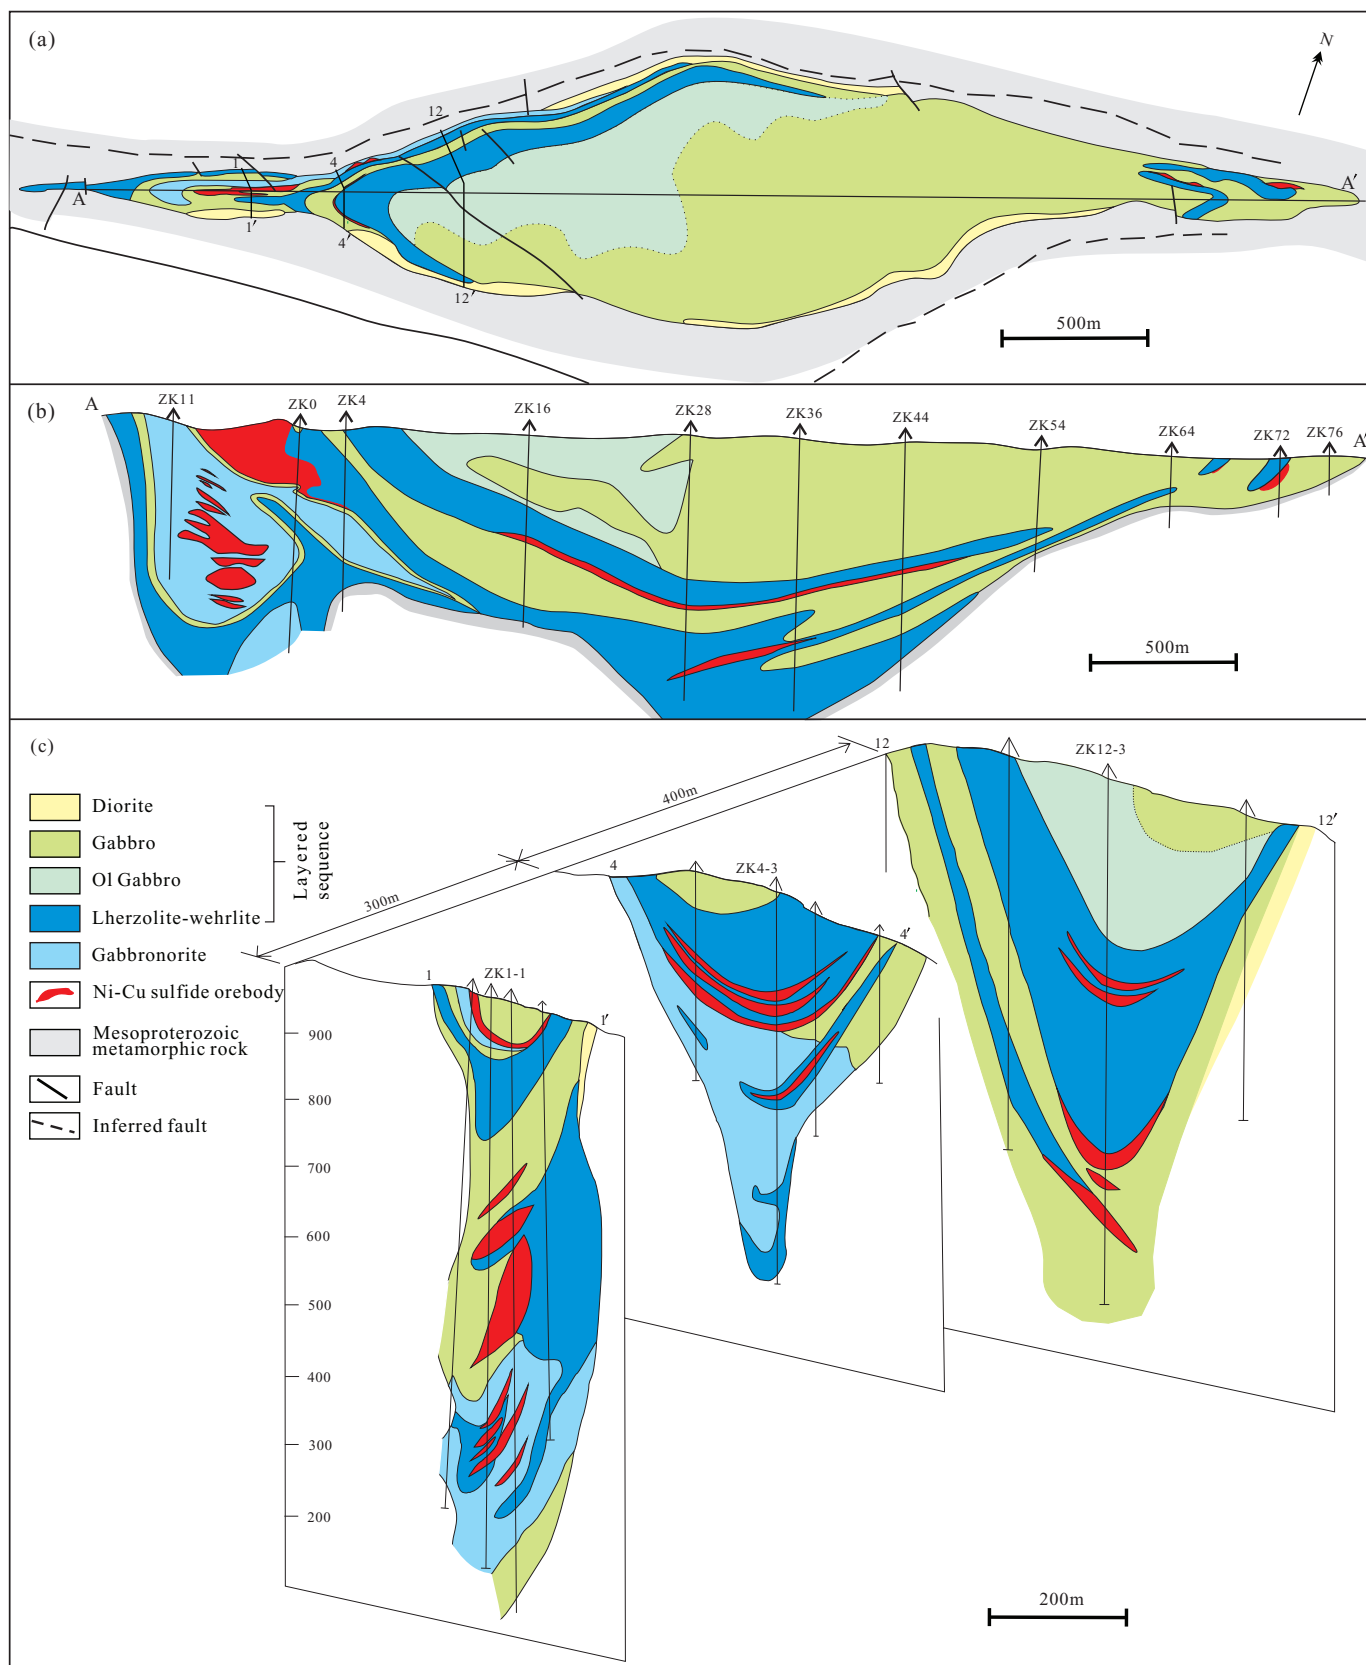 (a)
N
12
1
4
A
A′
1′
4′
12′
500m
(b)
A
ZK11
ZK0
ZK4
ZK16
ZK28
ZK36
ZK44
ZK54
ZK64
ZK72
ZK76
A′
500m
(c)
12
ZK12-3
12′
400m
300m
4
ZK4-3
4′
1
ZK1-1
1′
Diorite
Gabbro
Ol Gabbro
Lherzolite-wehrlite
Layered
sequence
Gabbronorite
Ni-Cu sulfide orebody
Mesoproterozoic
metamorphic rock
Fault
Inferred fault
900
800
700
600
500
400
300
200
200m